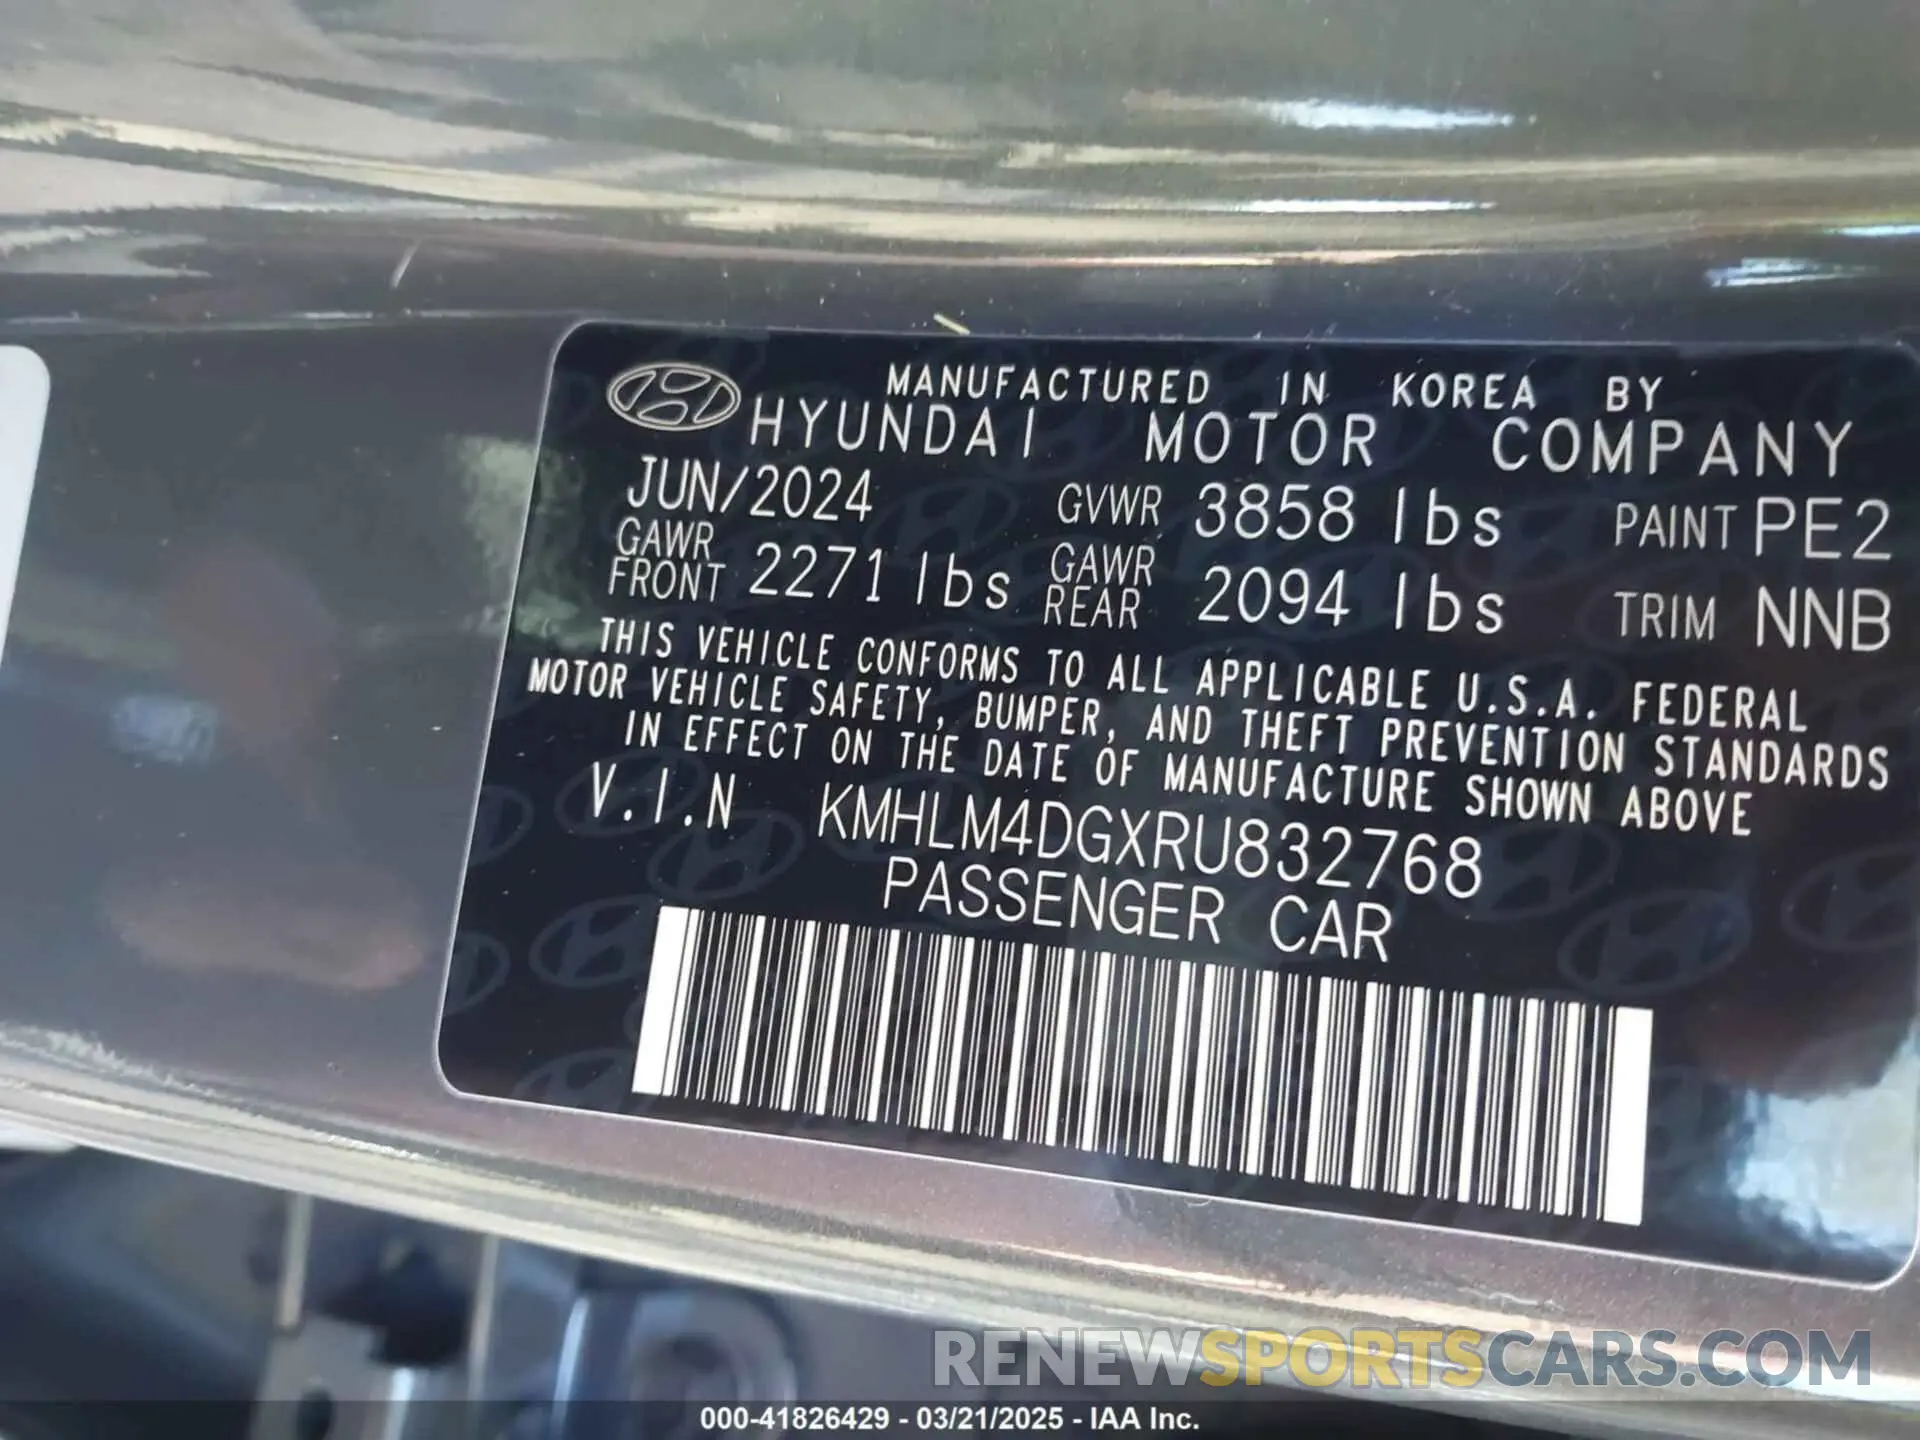 MANUFACTURED IN KOREA BY
HYUNDAI MOTOR COMPANY
JUN/2024 GVWR 3858 lbs PAINT PE2
GAWR FRONT 2271 lbs GAWR REAR 2094 lbs TRIM NNB
THIS VEHICLE CONFORMS TO ALL APPLICABLE U.S.A. FEDERAL
MOTOR VEHICLE SAFETY, BUMPER, AND THEFT PREVENTION STANDARDS
IN EFFECT ON THE DATE OF MANUFACTURE SHOWN ABOVE
V.I.N KMHLM4DGXRU832768
PASSENGER CAR
RENEWSPORTSCARS.COM
000-41826429 - 03/21/2025 - IAA Inc.